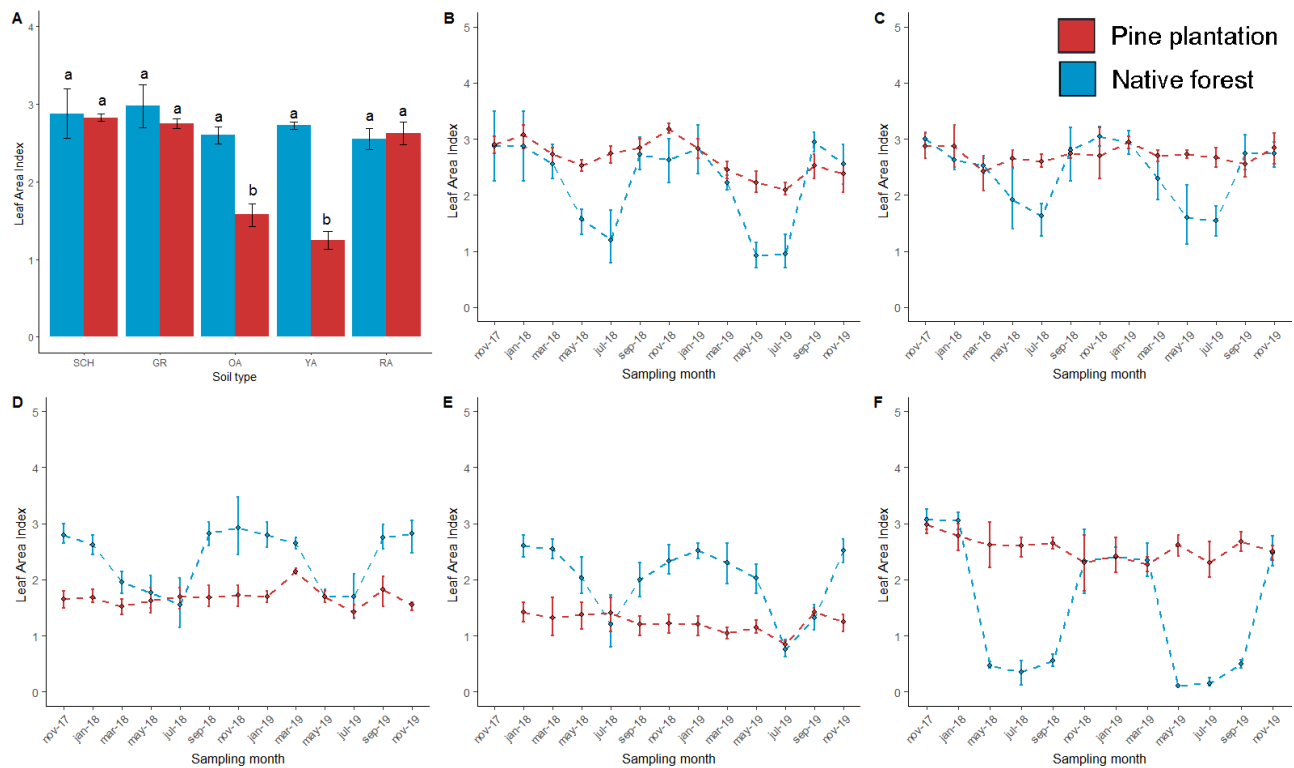 A
Leaf Area Index
4
3
2
1
0
a
a
a
a
a
b
a
b
a
a
SCH
GR
OA
YA
RA
Soil type
B
Leaf Area Index
5
4
3
2
1
0
nov-17
jan-18
mar-18
may-18
jul-18
sep-18
nov-18
jan-19
mar-19
may-19
jul-19
sep-19
nov-19
Sampling month
C
Pine plantation
Native forest
Leaf Area Index
5
4
3
2
1
0
nov-17
jan-18
mar-18
may-18
jul-18
sep-18
nov-18
jan-19
mar-19
may-19
jul-19
sep-19
nov-19
Sampling month
D
Leaf Area Index
5
4
3
2
1
0
nov-17
jan-18
mar-18
may-18
jul-18
sep-18
nov-18
jan-19
mar-19
may-19
jul-19
sep-19
nov-19
Sampling month
E
Leaf Area Index
5
4
3
2
1
0
nov-17
jan-18
mar-18
may-18
jul-18
sep-18
nov-18
jan-19
mar-19
may-19
jul-19
sep-19
nov-19
Sampling month
F
Leaf Area Index
5
4
3
2
1
0
nov-17
jan-18
may-18
jul-18
sep-18
nov-18
jan-19
mar-19
may-19
jul-19
sep-19
nov-19
Sampling month